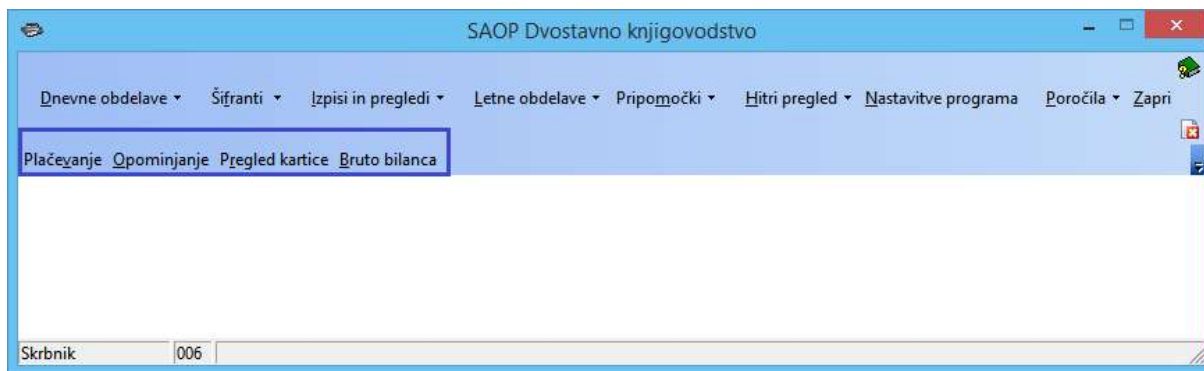 SAOP Dvostavno knjigovodstvo
Dnevne obdelave Šifranti Izpisi in pregledi Letne obdelave Pripomočki Hitri pregled Nastavitve programa Poročila Zapri
Plačevanje Opominjanje Pregled kartice Bruto bilanca
Skrbnik 006